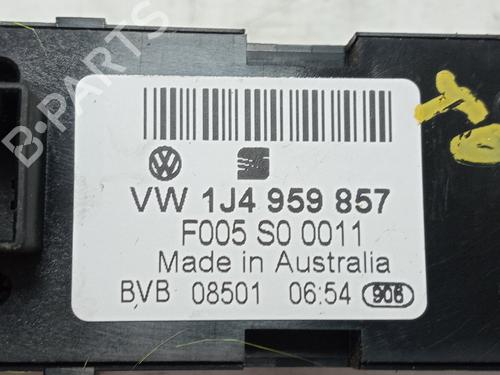 B-PARTS
VW 1J4 959 857
F005 S0 0011
Made in Australia
BVB 08501 06:54 906